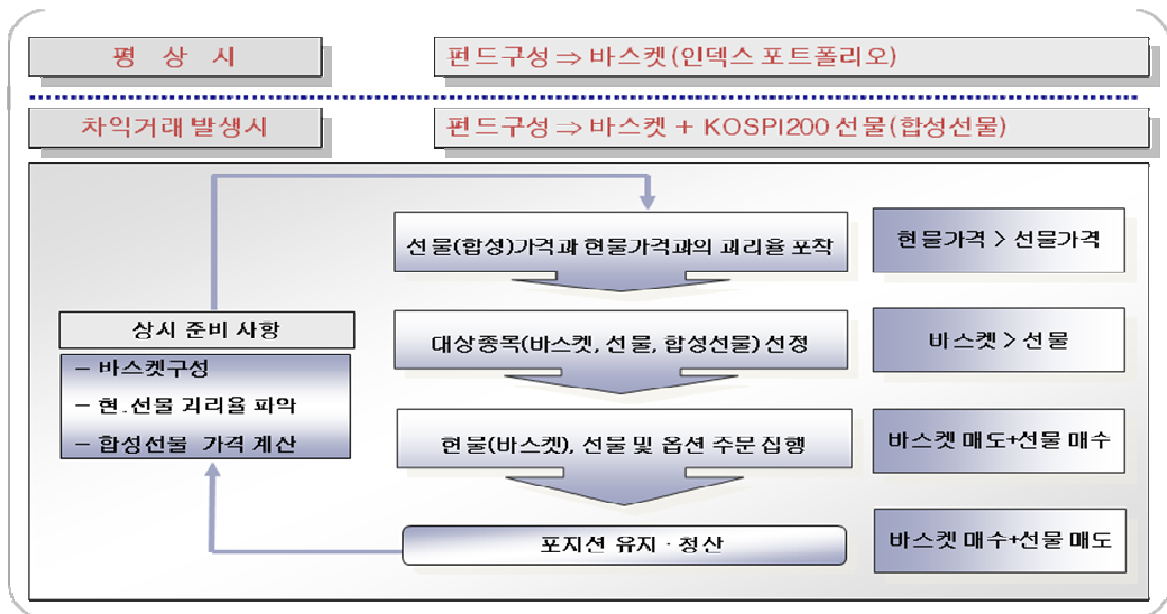 평 상 시
펀드구성 ⇒ 바스켓(인덱스 포트폴리오)
차익거래 발생시
펀드구성 ⇒ 바스켓 + KOSPI200 선물(합성선물)
선물(합성)가격과 현물가격과의 괴리율 포착
현물가격 > 선물가격
상시 준비 사항
– 바스켓구성
– 현..선물 괴리율 파악
– 합성선물 가격 계산
대상종목(바스켓, 선물, 합성선물) 선정
바스켓 > 선물
현물(바스켓), 선물 및 옵션 주문 집행
바스켓 매도+선물 매수
포지션 유지 · 청산
바스켓 매수+선물 매도